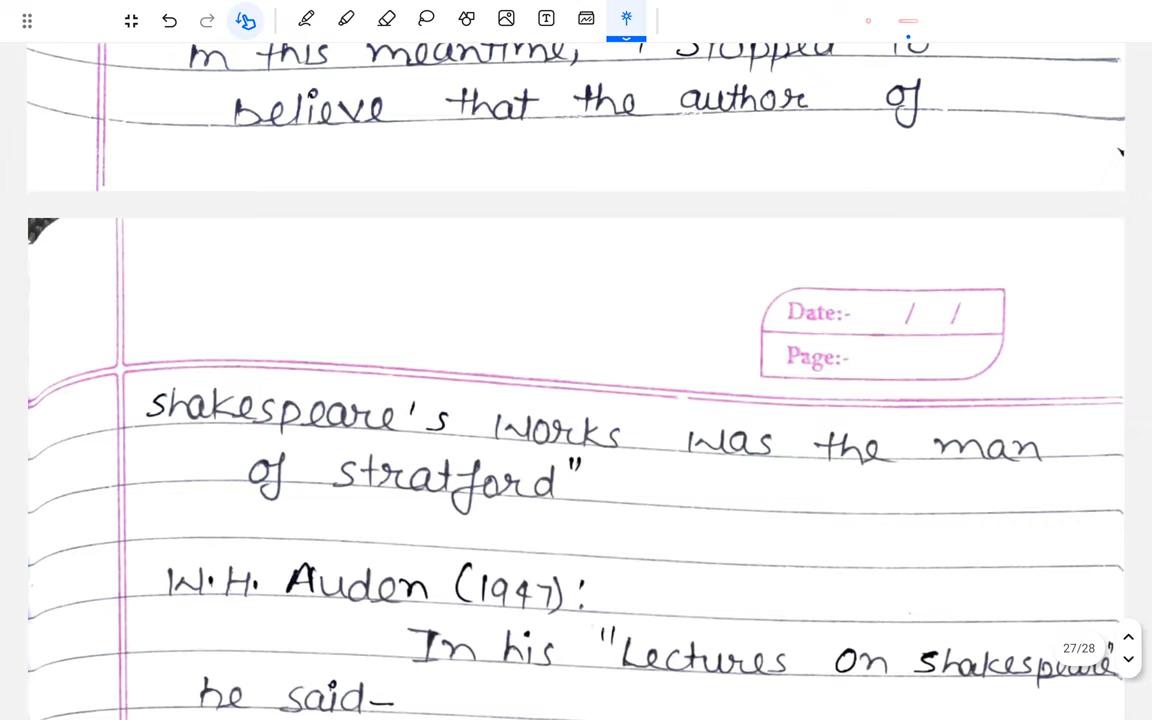 in this meantime, I stopped to
believe that the author of
Date:- / /
Page:-
shakespeare's works was the man
of stratford"
W.H. Auden (1947):
In his "Lectures on shakespeare"
he said-
27/28